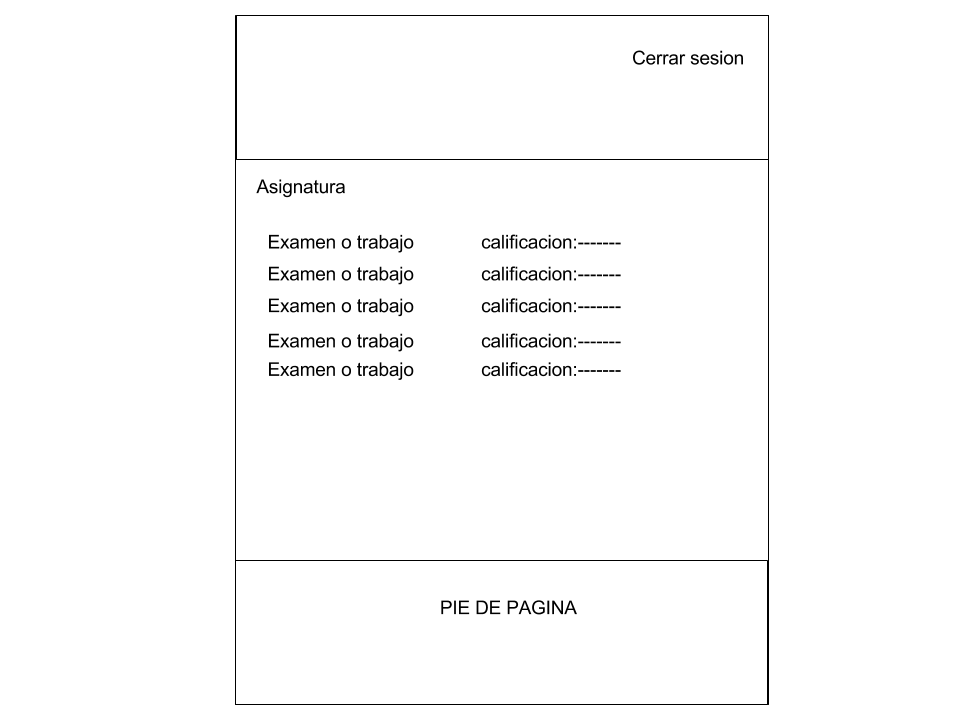 Cerrar sesion
Asignatura
Examen o trabajo calificacion:-------
Examen o trabajo calificacion:-------
Examen o trabajo calificacion:-------
Examen o trabajo calificacion:-------
Examen o trabajo calificacion:-------
PIE DE PAGINA